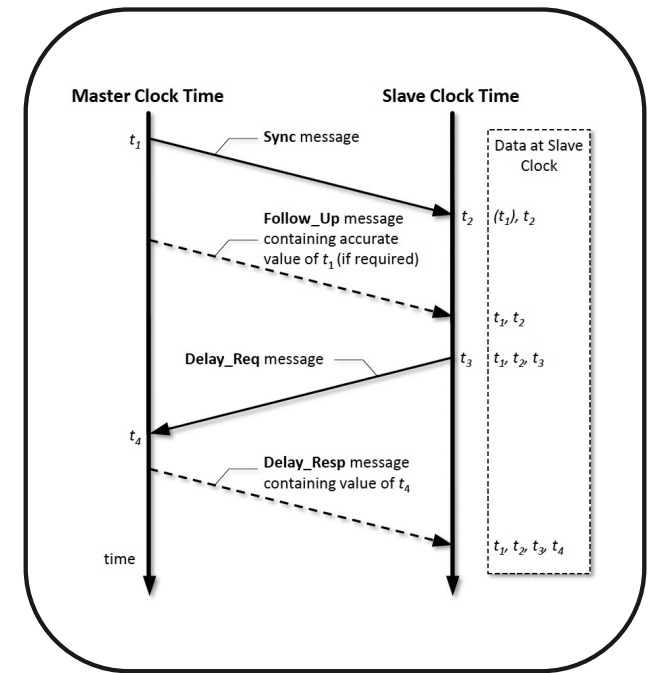 Master Clock Time
Slave Clock Time
t1
Sync message
Data at Slave
Clock
t2
(t1), t2
Follow_Up message
containing accurate
value of t1 (if required)
t1, t2
Delay_Req message
t3
t1, t2, t3
t4
Delay_Resp message
containing value of t4
t1, t2, t3, t4
time